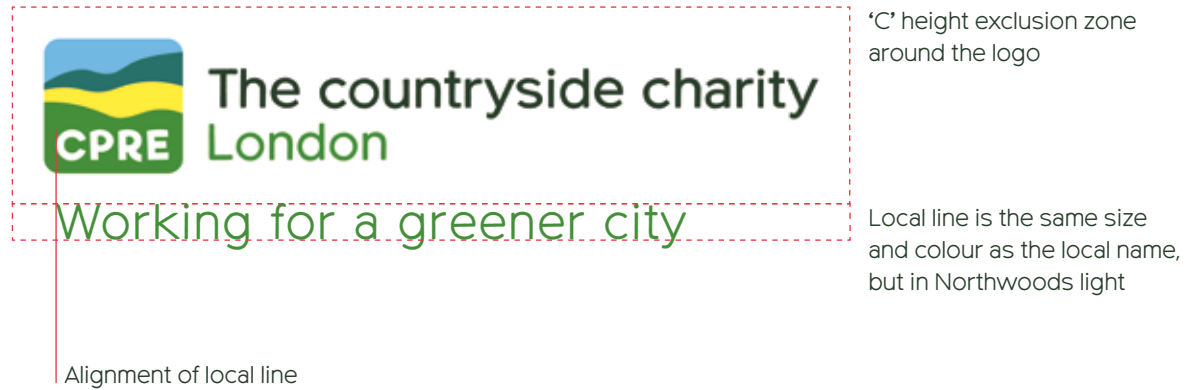 ‘C’ height exclusion zone
around the logo
The countryside charity
CPRE London
Working for a greener city
Local line is the same size
and colour as the local name,
but in Northwoods light
Alignment of local line